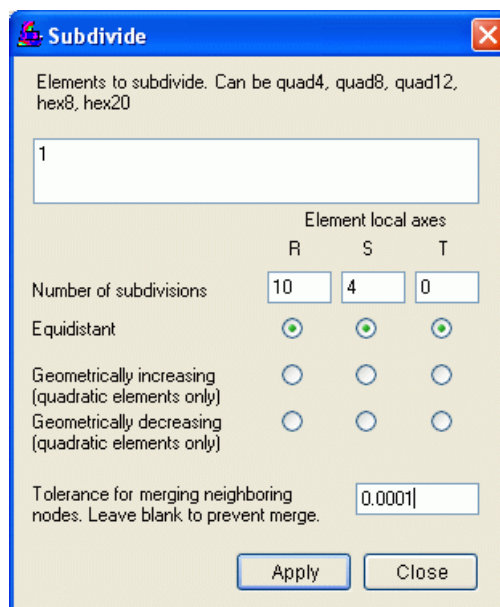 Subdivide
Elements to subdivide. Can be quad4, quad8, quad12,
hex8, hex20
1
Element local axes
R S T
Number of subdivisions 10 4 0
Equidistant
Geometrically increasing
(quadratic elements only)
Geometrically decreasing
(quadratic elements only)
Tolerance for merging neighboring
nodes. Leave blank to prevent merge. 0.0001
Apply Close